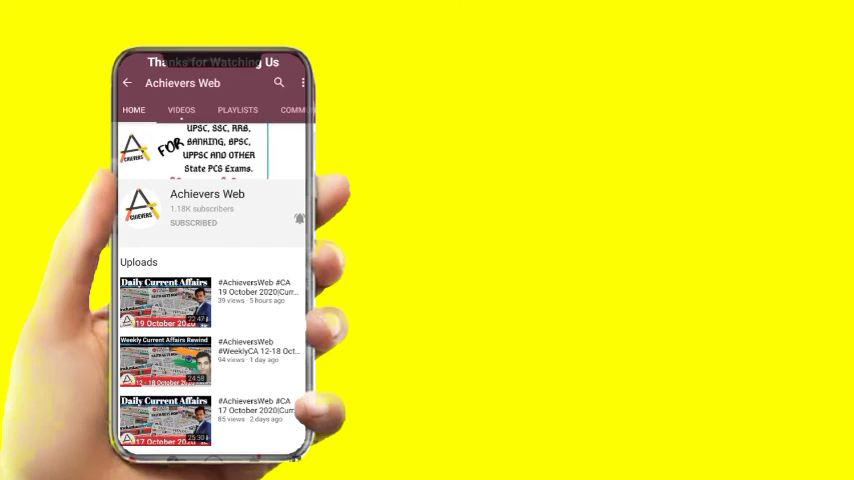 Thanks for Watching Us
Achievers Web
HOME VIDEOS PLAYLISTS COMM
UPSC, SSC, RRB,
FOR BANKING, BPSC,
UPPSC AND OTHER
State PCS Exams.
ACHIEVERS
Achievers Web
1.18K subscribers
SUBSCRIBED
ACHIEVERS
Uploads
Daily Current Affairs
22:47
19 October 2020
#AchieversWeb #CA
19 October 2020|Curr...
39 views · 5 hours ago
Weekly Current Affairs Rewind
24:58
12 - 18 October 2020
#AchieversWeb
#WeeklyCA 12-18 Oct...
94 views · 1 day ago
Daily Current Affairs
25:30
17 October 2020
#AchieversWeb #CA
17 October 2020|Curr
85 views · 2 days ago